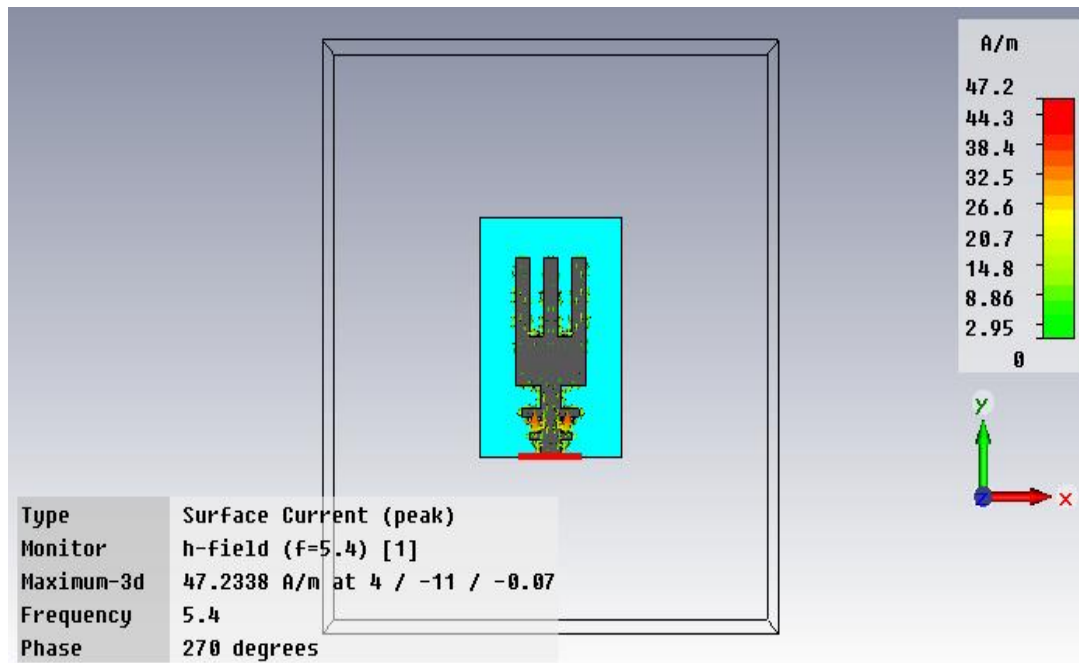 A/m
47.2
44.3
38.4
32.5
26.6
20.7
14.8
8.86
2.95
0
y
z x
Type Surface Current (peak)
Monitor h-field (f=5.4) [1]
Maximum-3d 47.2338 A/m at 4 / -11 / -0.07
Frequency 5.4
Phase 270 degrees